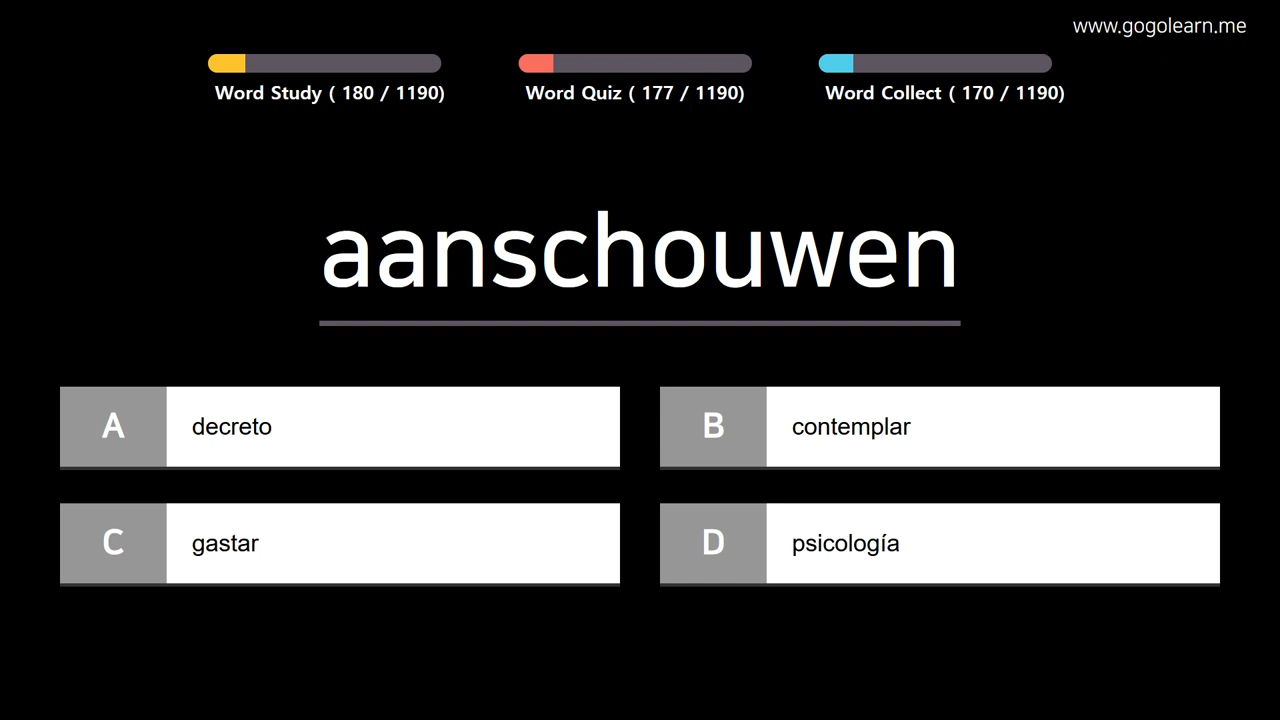 www.gogolearn.me
Word Study ( 180 / 1190)
Word Quiz ( 177 / 1190)
Word Collect ( 170 / 1190)
aanschouwen
A decreto
B contemplar
C gastar
D psicología